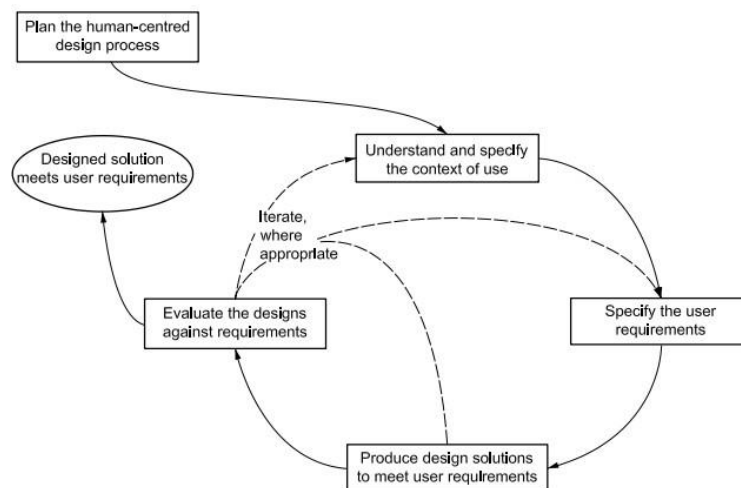 Plan the human-centred
design process
Understand and specify
the context of use
Designed solution
meets user requirements
Iterate,
where
appropriate
Evaluate the designs
against requirements
Specify the user
requirements
Produce design solutions
to meet user requirements